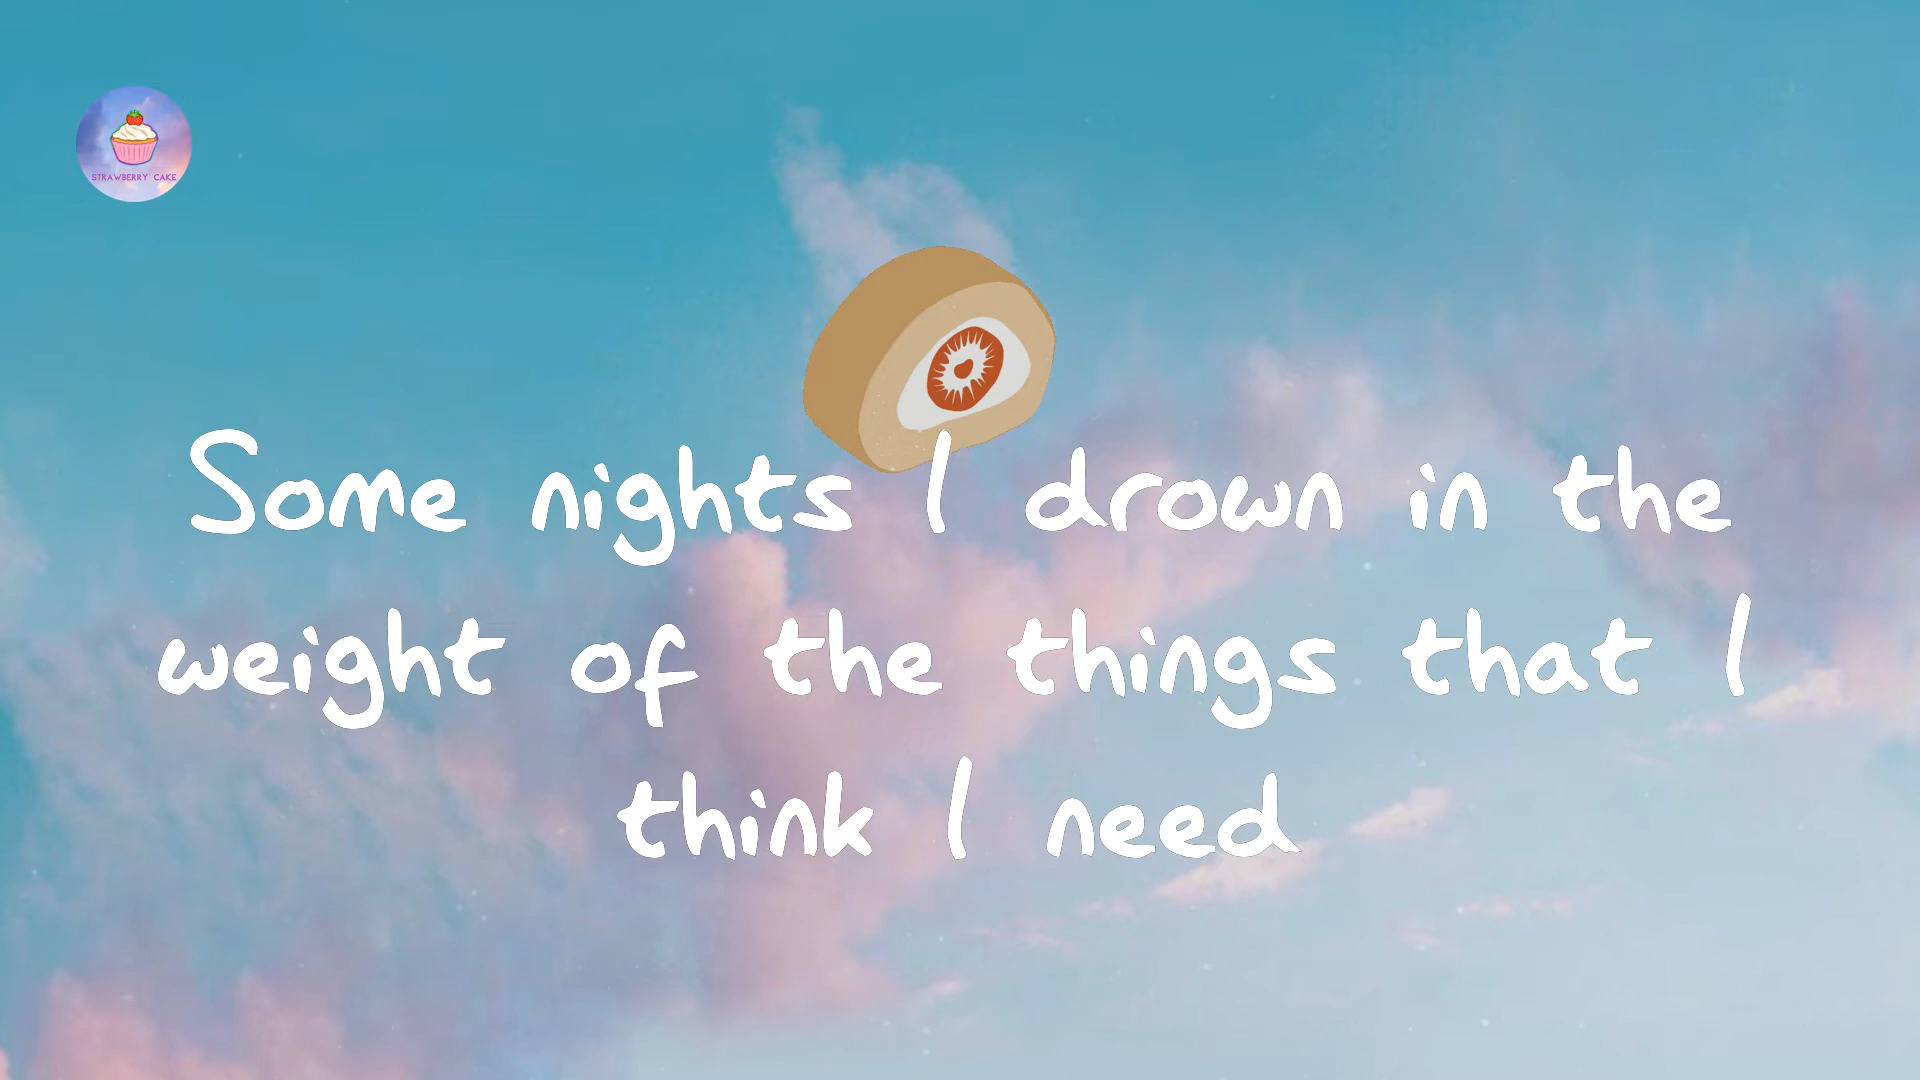 STRAWBERRY CAKE
Some nights I drown in the
weight of the things that I
think I need